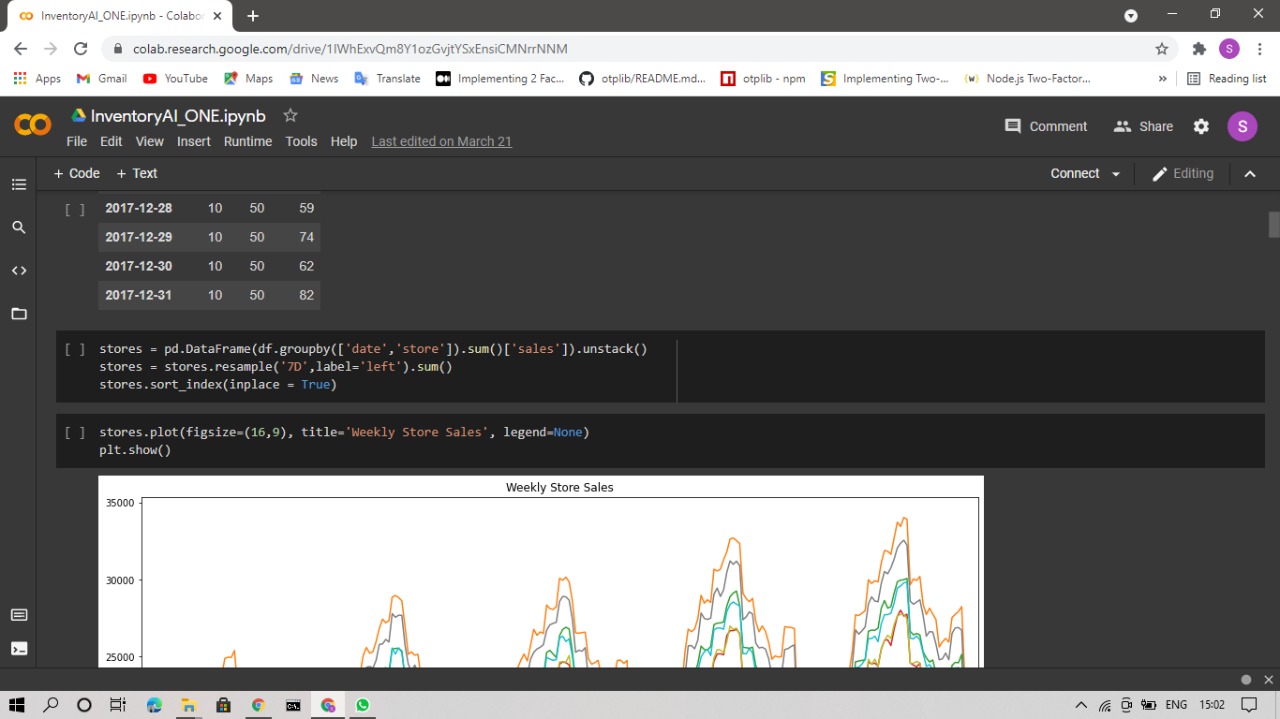 InventoryAI_ONE.ipynb - Colabor
colab.research.google.com/drive/1IWhExvQm8Y1ozGvjtYSxEnsiCMNrrNNM
S
Apps Gmail YouTube Maps News Translate Implementing 2 Fac... otplib/README.md... otplib - npm Implementing Two-... Node.js Two-Factor... » Reading list
InventoryAI_ONE.ipynb
Comment Share S
File Edit View Insert Runtime Tools Help Last edited on March 21
+ Code + Text Connect Editing
[ ] 2017-12-28 10 50 59
2017-12-29 10 50 74
2017-12-30 10 50 62
2017-12-31 10 50 82
[ ] stores = pd.DataFrame(df.groupby(['date','store']).sum()['sales']).unstack()
stores = stores.resample('7D',label='left').sum()
stores.sort_index(inplace = True)
[ ] stores.plot(figsize=(16,9), title='Weekly Store Sales', legend=None)
plt.show()
Weekly Store Sales
35000
30000
25000
ENG 15:02